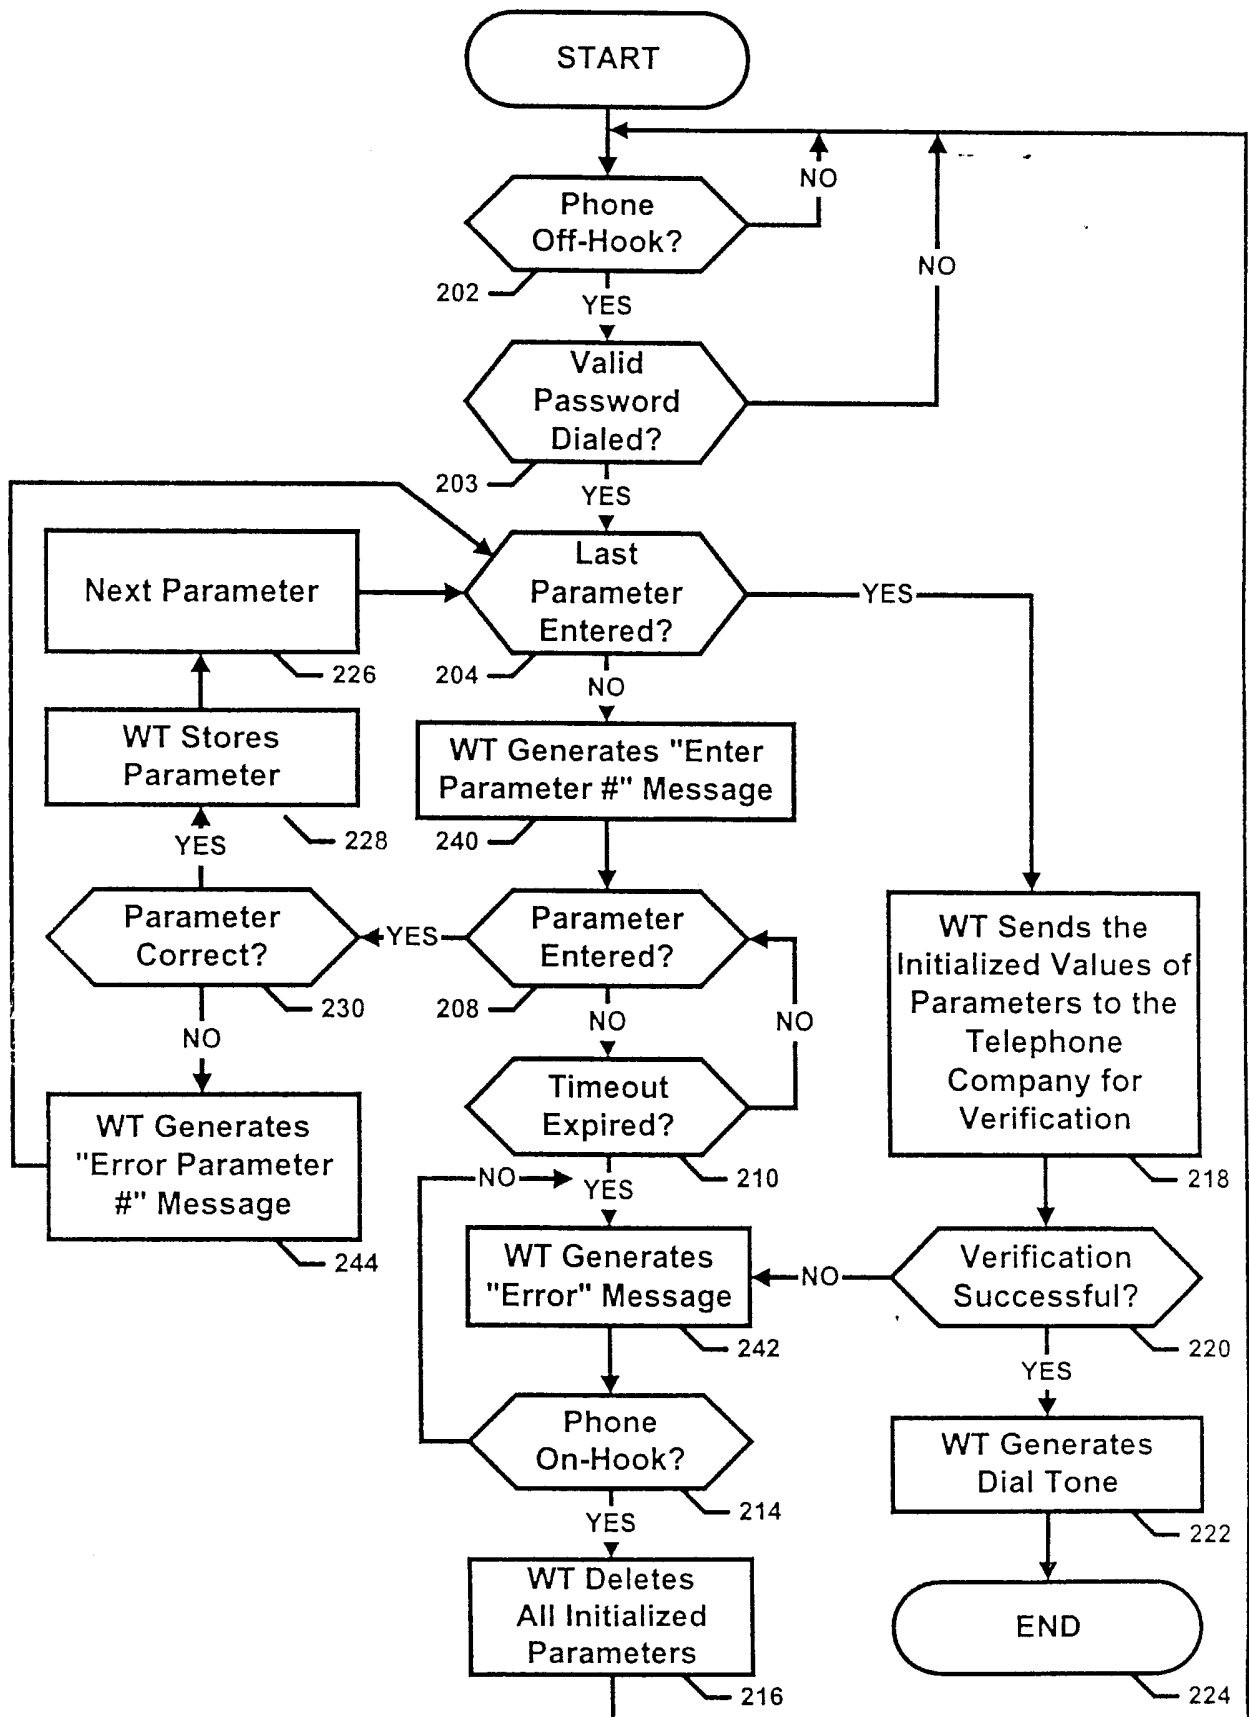 START
NO
Phone
Off-Hook?
NO
202
YES
Valid
Password
Dialed?
203
YES
Next Parameter
Last
Parameter
Entered?
YES
226
204
NO
WT Stores
Parameter
WT Generates "Enter
Parameter #" Message
YES
228
240
Parameter
Correct?
YES
Parameter
Entered?
WT Sends the
Initialized Values of
Parameters to the
Telephone
Company for
Verification
230
208
NO
NO
NO
WT Generates
"Error Parameter
#" Message
Timeout
Expired?
NO
YES
210
218
244
WT Generates
"Error" Message
NO
Verification
Successful?
242
220
YES
Phone
On-Hook?
WT Generates
Dial Tone
214
YES
222
WT Deletes
All Initialized
Parameters
END
216
224